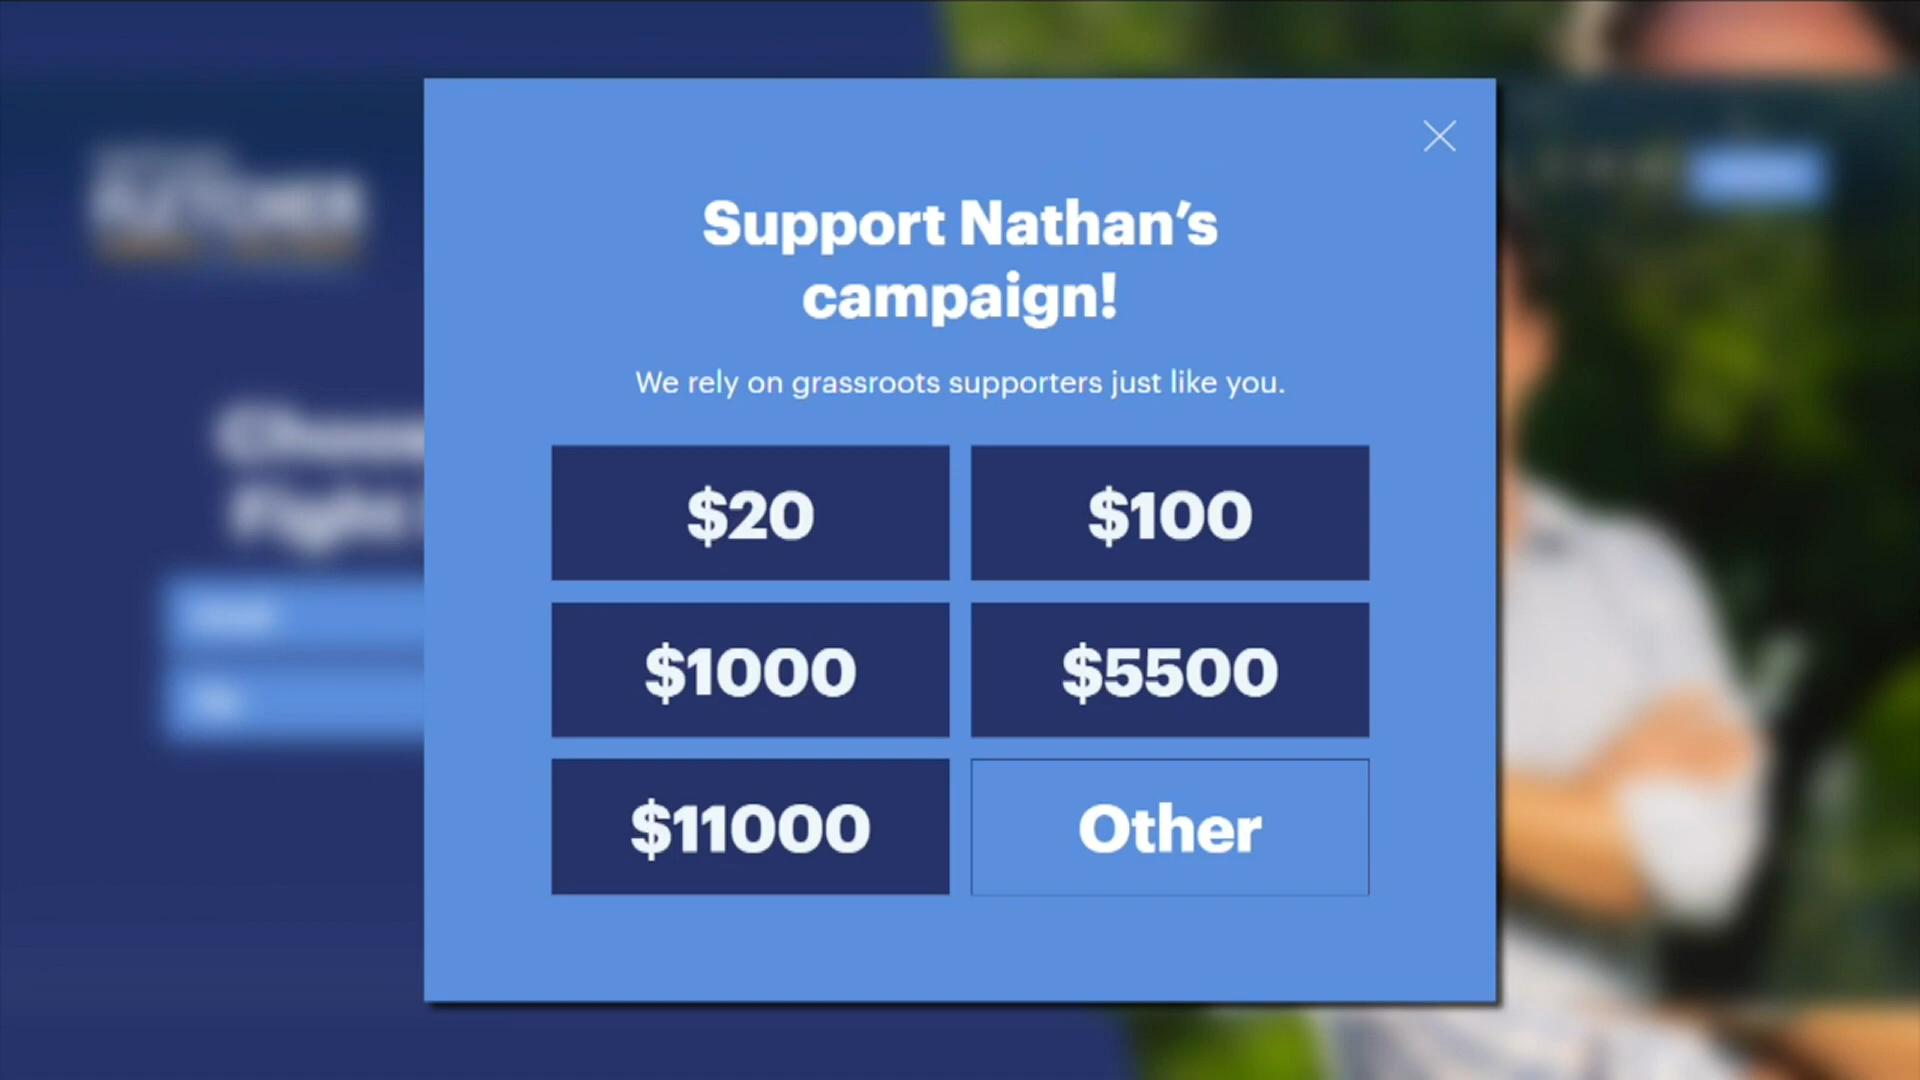 Support Nathan’s
campaign!
We rely on grassroots supporters just like you.
$20
$100
$1000
$5500
$11000
Other